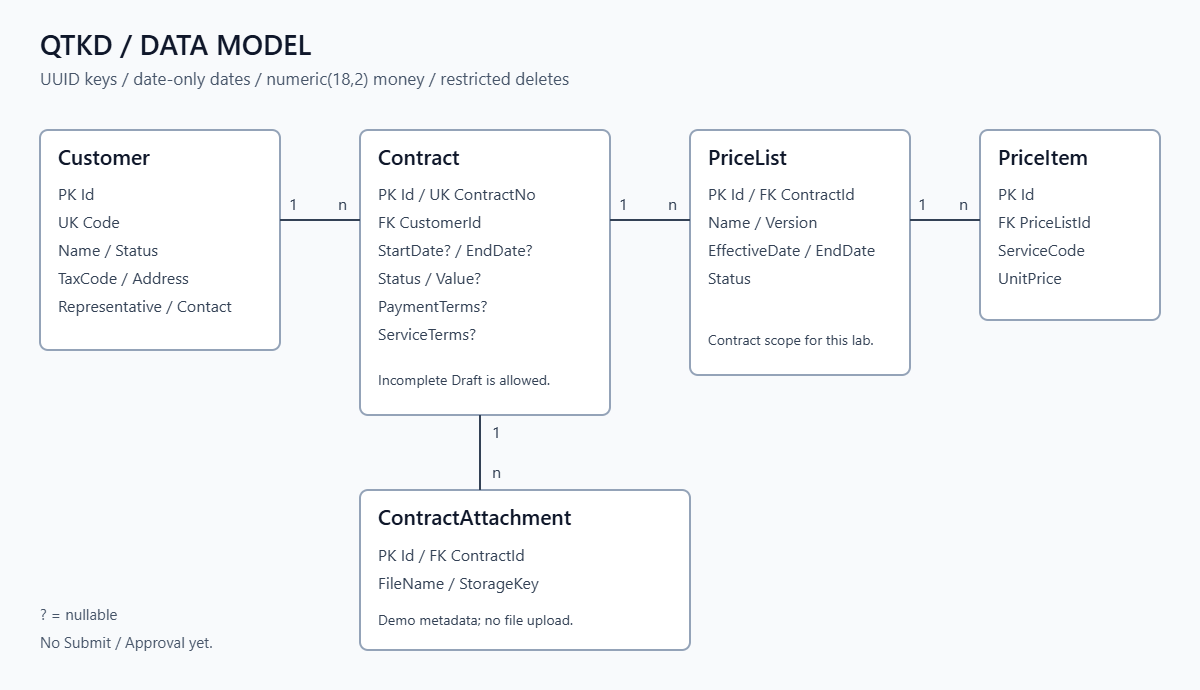 QTKD / DATA MODEL
UUID keys / date-only dates / numeric(18,2) money / restricted deletes
Customer
PK Id
UK Code
Name / Status
TaxCode / Address
Representative / Contact
1
n
Contract
PK Id / UK ContractNo
FK CustomerId
StartDate? / EndDate?
Status / Value?
PaymentTerms?
ServiceTerms?
Incomplete Draft is allowed.
1
n
PriceList
PK Id / FK ContractId
Name / Version
EffectiveDate / EndDate
Status
Contract scope for this lab.
1
n
PriceItem
PK Id
FK PriceListId
ServiceCode
UnitPrice
1
n
ContractAttachment
PK Id / FK ContractId
FileName / StorageKey
Demo metadata; no file upload.
? = nullable
No Submit / Approval yet.